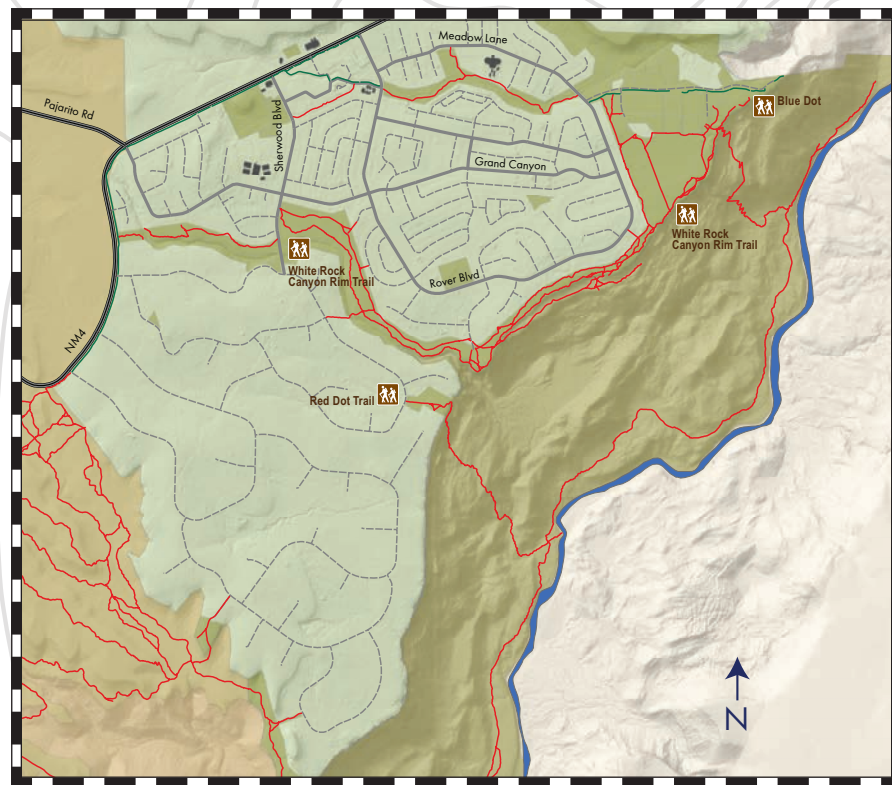 Meadow Lane
Pajarito Rd
Blue Dot
Sherwood Blvd
Grand Canyon
White Rock
Canyon Rim Trail
White Rock
Canyon Rim Trail
Rover Blvd
NM4
Red Dot Trail
N